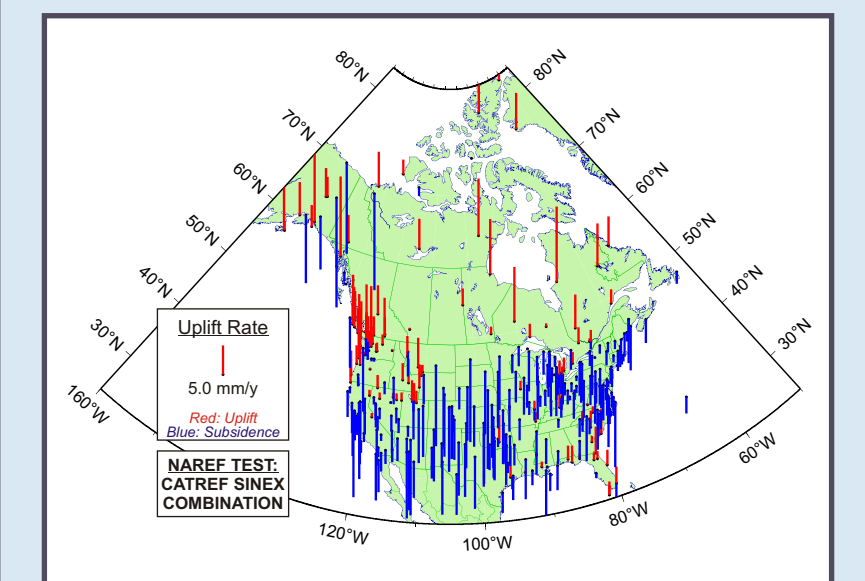 80°N
80°N
70°N
70°N
60°N
60°N
50°N
50°N
40°N
40°N
30°N
30°N
160°W
120°W
100°W
80°W
60°W
Uplift Rate
5.0 mm/y
Red: Uplift
Blue: Subsidence
NAREF TEST:
CATREF SINEX
COMBINATION